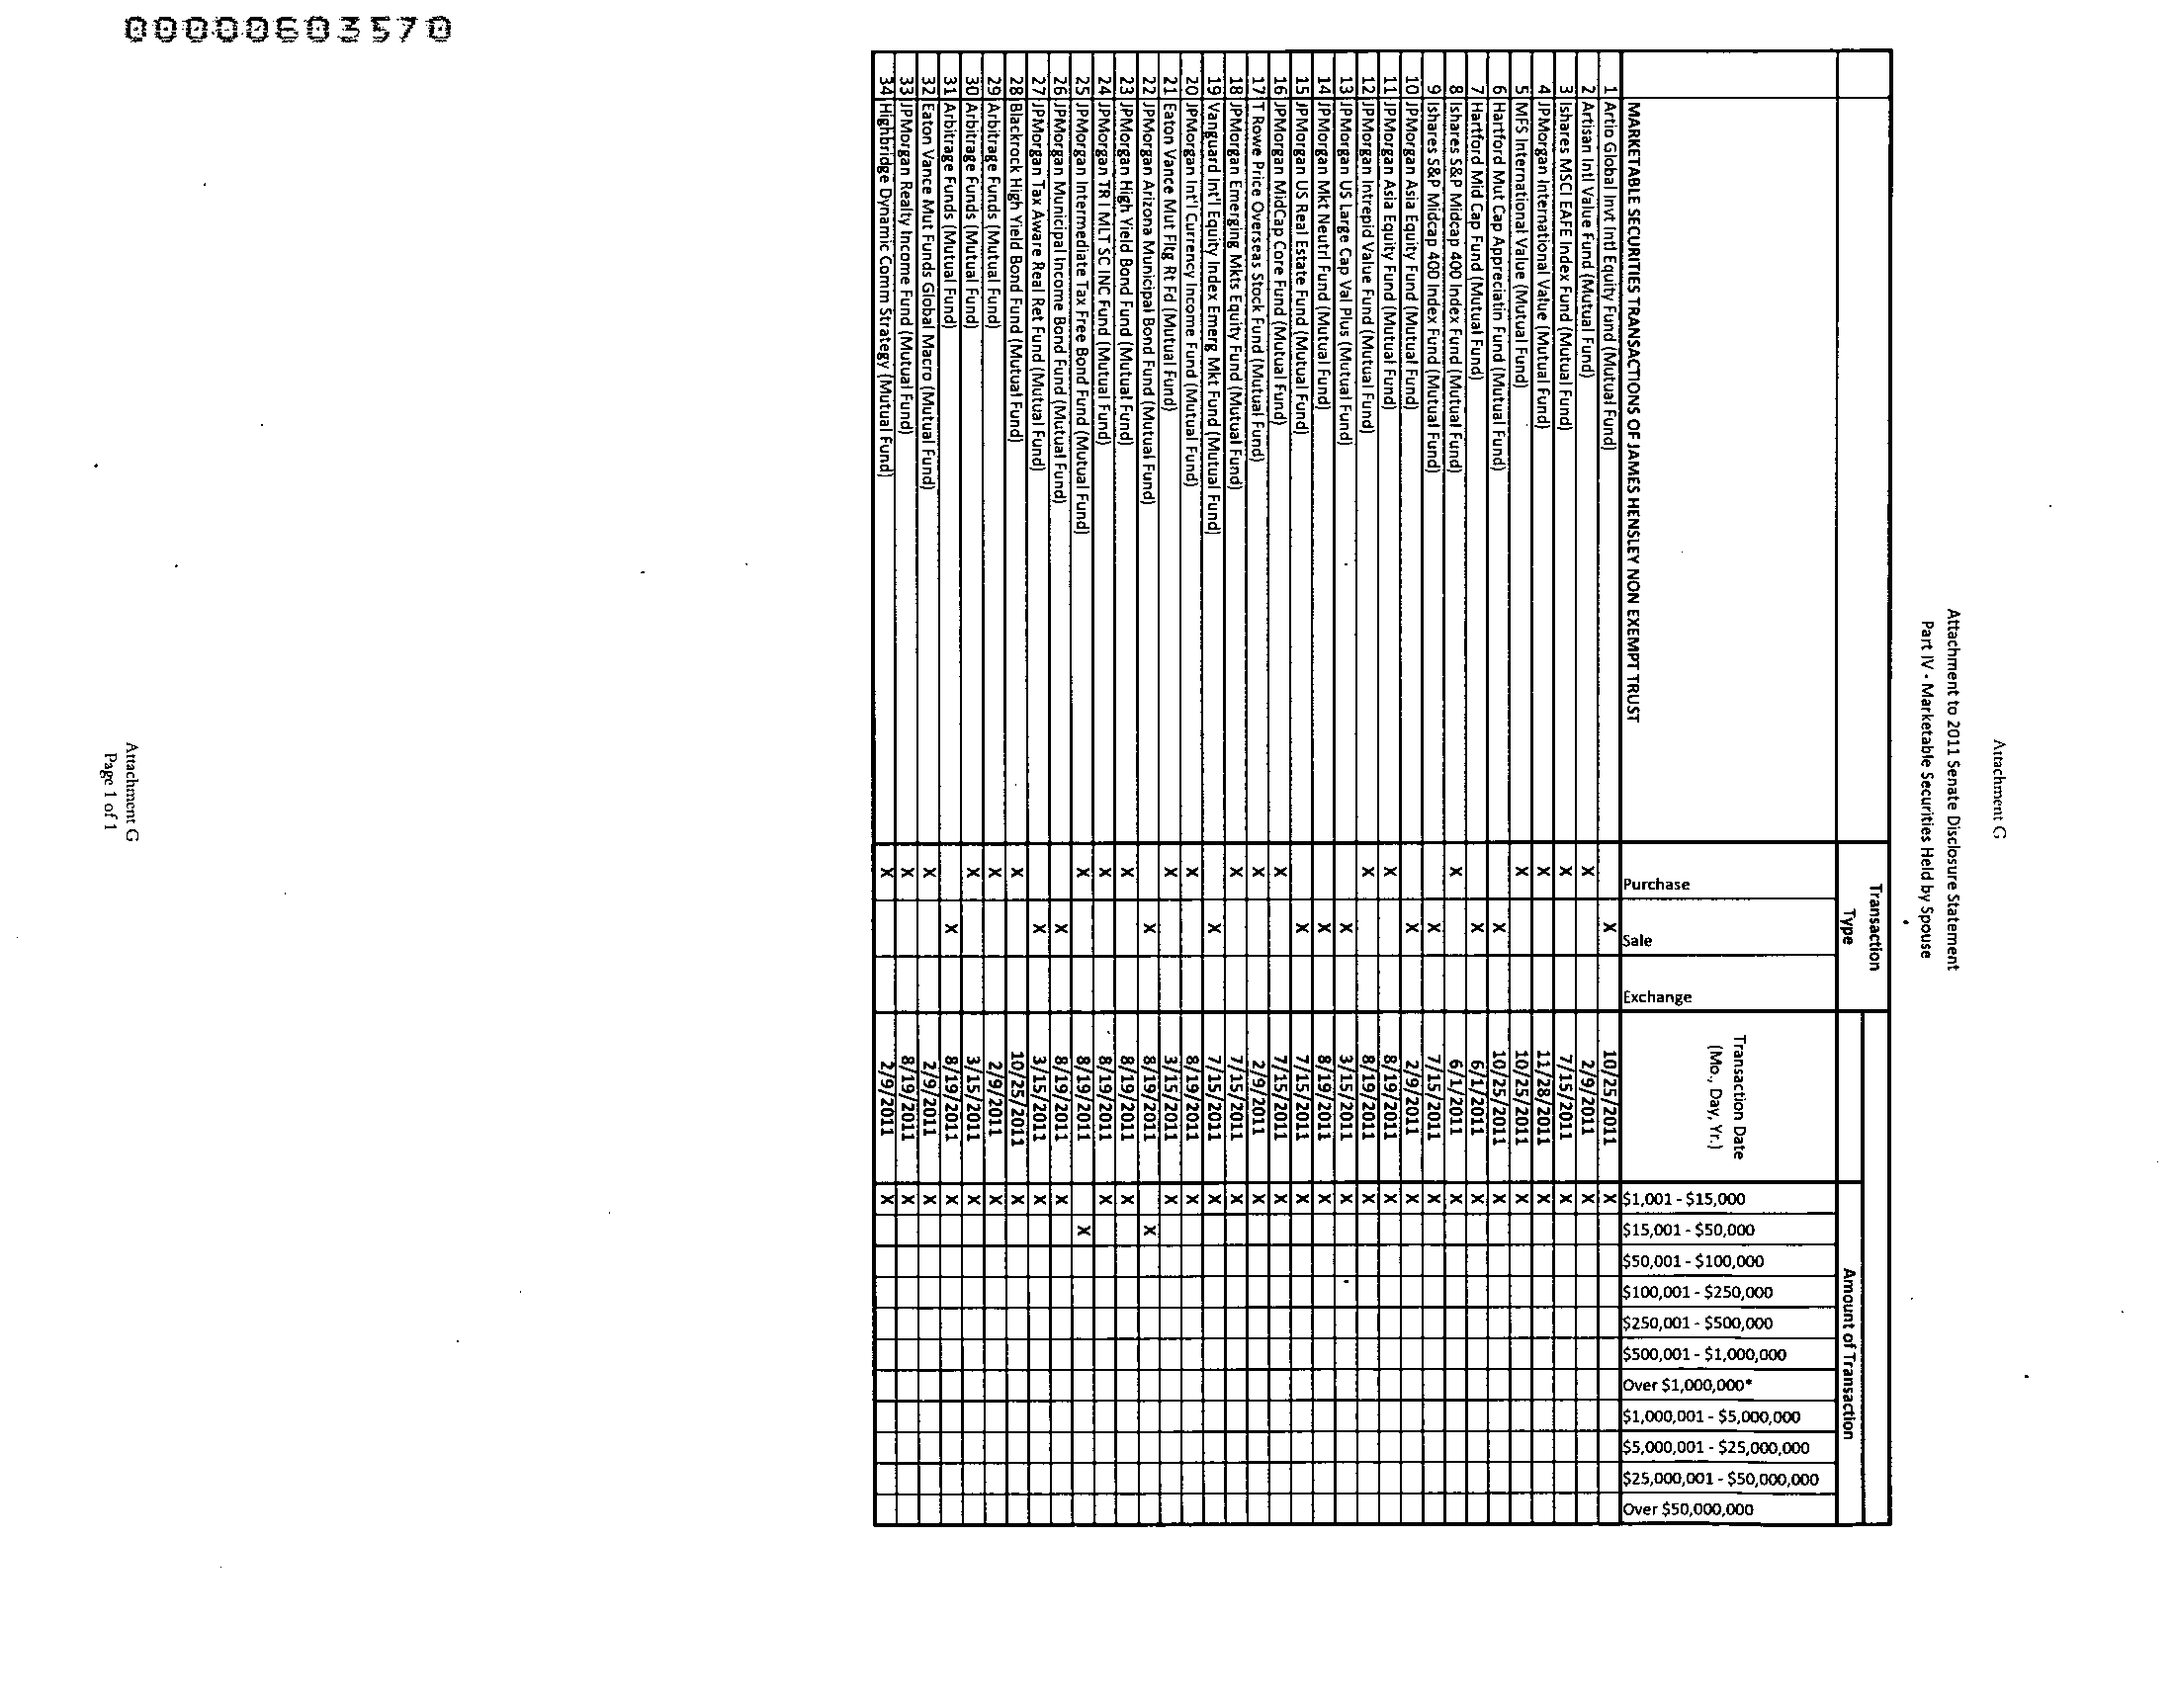 00000603570
Attachment G
Attachment to 2011 Senate Disclosure Statement
Part IV - Marketable Securities Held by Spouse
Transaction Type
Amount of Transaction
Purchase
Sale
Exchange
Transaction Date
(Mo., Day, Yr.)
$1,001 - $15,000
$15,001 - $50,000
$50,001 - $100,000
$100,001 - $250,000
$250,001 - $500,000
$500,001 - $1,000,000
Over $1,000,000*
$1,000,001 - $5,000,000
$5,000,001 - $25,000,000
$25,000,001 - $50,000,000
Over $50,000,000
MARKETABLE SECURITIES TRANSACTIONS OF JAMES HENSLEY NON EXEMPT TRUST
1 Artio Global Invt Intl Equity Fund (Mutual Fund) X 10/25/2011 X
2 Artisan Intl Value Fund (Mutual Fund) X 2/9/2011 X
3 Ishares MSCI EAFE Index Fund (Mutual Fund) X 7/15/2011 X
4 JPMorgan International Value (Mutual Fund) X 11/28/2011 X
5 MFS International Value (Mutual Fund) X 10/25/2011 X
6 Hartford Mut Cap Appreciatin Fund (Mutual Fund) X 10/25/2011 X
7 Hartford Mid Cap Fund (Mutual Fund) X 6/1/2011 X
8 Ishares S&P Midcap 400 Index Fund (Mutual Fund) X 6/1/2011 X
9 Ishares S&P Midcap 400 Index Fund (Mutual Fund) X 7/15/2011 X
10 JPMorgan Asia Equity Fund (Mutual Fund) X 2/9/2011 X
11 JPMorgan Asia Equity Fund (Mutual Fund) X 8/19/2011 X
12 JPMorgan Intrepid Value Fund (Mutual Fund) X 8/19/2011 X
13 JPMorgan US Large Cap Val Plus (Mutual Fund) X 3/15/2011 X
14 JPMorgan Mkt Neutrl Fund (Mutual Fund) X 8/19/2011 X
15 JPMorgan US Real Estate Fund (Mutual Fund) X 7/15/2011 X
16 JPMorgan MidCap Core Fund (Mutual Fund) X 7/15/2011 X
17 T Rowe Price Overseas Stock Fund (Mutual Fund) X 2/9/2011 X
18 JPMorgan Emerging Mkts Equity Fund (Mutual Fund) X 7/15/2011 X
19 Vanguard Int'l Equity Index Emerg Mkt Fund (Mutual Fund) X 7/15/2011 X
20 JPMorgan Int'l Currency Income Fund (Mutual Fund) X 8/19/2011 X
21 Eaton Vance Mut Fltg Rt Fd (Mutual Fund) X 3/15/2011 X
22 JPMorgan Arizona Municipal Bond Fund (Mutual Fund) X 8/19/2011 X
23 JPMorgan High Yield Bond Fund (Mutual Fund) X 8/19/2011 X
24 JPMorgan TR I MLT SC INC Fund (Mutual Fund) X 8/19/2011 X
25 JPMorgan Intermediate Tax Free Bond Fund (Mutual Fund) X 8/19/2011 X
26 JPMorgan Municipal Income Bond Fund (Mutual Fund) X 8/19/2011 X
27 JPMorgan Tax Aware Real Ret Fund (Mutual Fund) X 3/15/2011 X
28 Blackrock High Yield Bond Fund (Mutual Fund) X 10/25/2011 X
29 Arbitrage Funds (Mutual Fund) X 2/9/2011 X
30 Arbitrage Funds (Mutual Fund) X 3/15/2011 X
31 Arbitrage Funds (Mutual Fund) X 8/19/2011 X
32 Eaton Vance Mut Funds Global Macro (Mutual Fund) X 2/9/2011 X
33 JPMorgan Realty Income Fund (Mutual Fund) X 8/19/2011 X
34 Highbridge Dynamic Comm Strategy (Mutual Fund) X 2/9/2011 X
Attachment G
Page 1 of 1